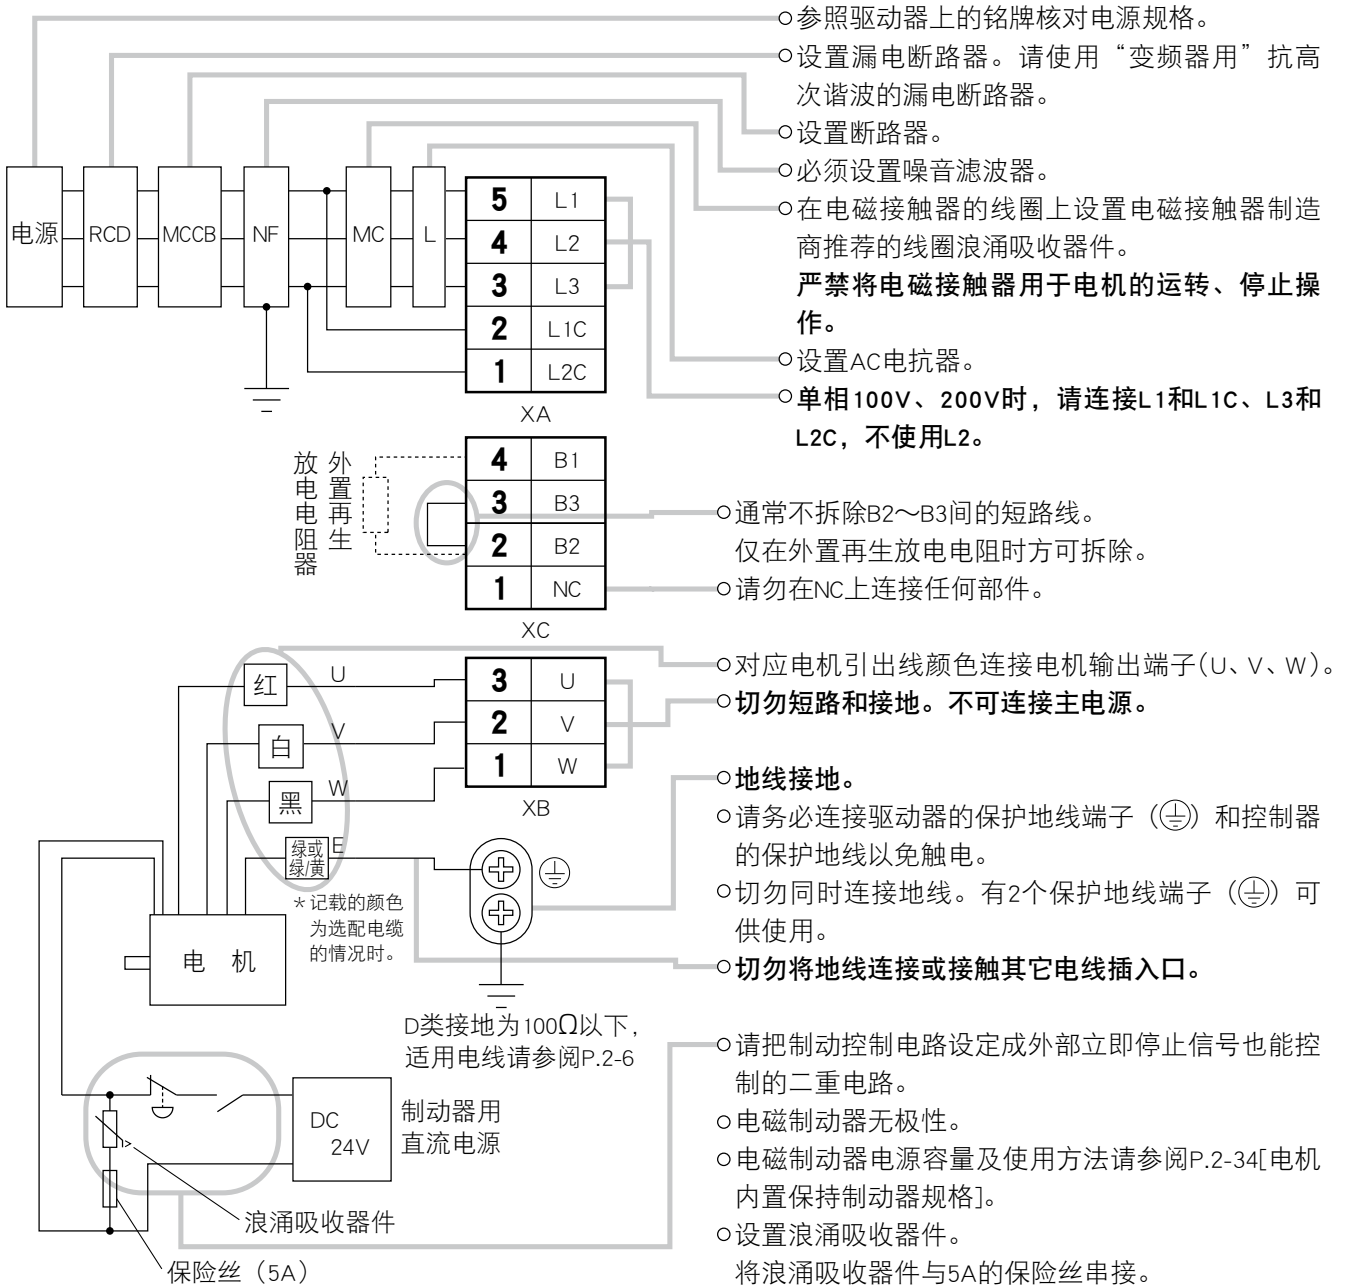 参照驱动器上的铭牌核对电源规格。
设置漏电断路器。请使用“变频器用”抗高
次谐波的漏电断路器。
设置断路器。
必须设置噪音滤波器。
在电磁接触器的线圈上设置电磁接触器制造
商推荐的线圈浪涌吸收器件。
严禁将电磁接触器用于电机的运转、停止操
作。
设置AC电抗器。
单相100V、200V时，请连接L1和L1C、L3和
L2C，不使用L2。
电源
RCD
MCCB
NF
MC
L
5 L1
4 L2
3 L3
2 L1C
1 L2C
XA
外置再生
放电电阻器
4 B1
3 B3
2 B2
1 NC
XC
通常不拆除B2～B3间的短路线。
仅在外置再生放电电阻时方可拆除。
请勿在NC上连接任何部件。
红 U
白 V
黑 W
绿或
绿/黄
E
3 U
2 V
1 W
XB
对应电机引出线颜色连接电机输出端子(U、V、W)。
切勿短路和接地。不可连接主电源。
地线接地。
请务必连接驱动器的保护地线端子（⏚）和控制器
的保护地线以免触电。
切勿同时连接地线。有2个保护地线端子（⏚）可
供使用。
切勿将地线连接或接触其它电线插入口。
＊记载的颜色
为选配电缆
的情况时。
电 机
D类接地为100Ω以下，
适用电线请参阅P.2-6
DC
24V
制动器用
直流电源
浪涌吸收器件
保险丝（5A）
请把制动控制电路设定成外部立即停止信号也能控
制的二重电路。
电磁制动器无极性。
电磁制动器电源容量及使用方法请参阅P.2-34[电机
内置保持制动器规格]。
设置浪涌吸收器件。
将浪涌吸收器件与5A的保险丝串接。